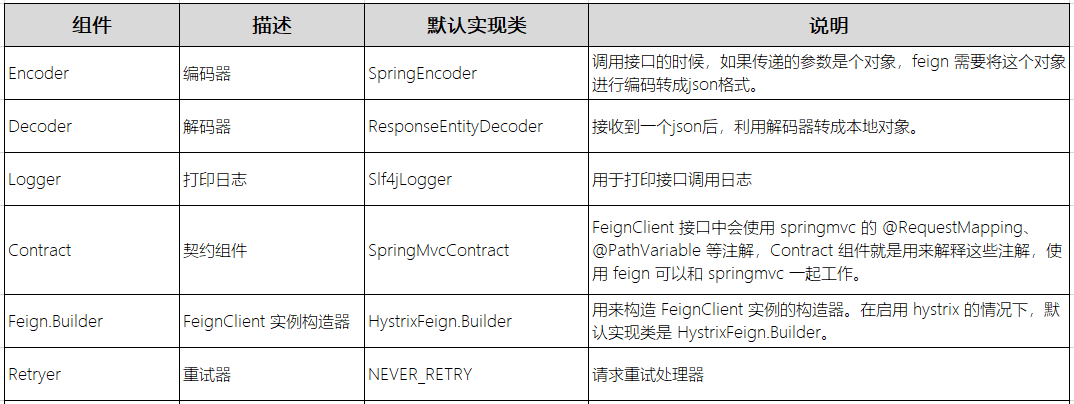 组件 描述 默认实现类 说明
Encoder 编码器 SpringEncoder 调用接口的时候，如果传递的参数是个对象，feign 需要将这个对象
进行编码转成json格式。
Decoder 解码器 ResponseEntityDecoder 接收到一个json后，利用解码器转成本地对象。
Logger 打印日志 Slf4jLogger 用于打印接口调用日志
FeignClient 接口中会使用 springmvc 的 @RequestMapping、
Contract 契约组件 SpringMvcContract @PathVariable 等注解，Contract 组件就是用来解释这些注解，使
用 feign 可以和 springmvc 一起工作。
Feign.Builder FeignClient 实例构造器 HystrixFeign.Builder 用来构造 FeignClient 实例的构造器。在启用 hystrix 的情况下，默
认实现类是 HystrixFeign.Builder。
Retryer 重试器 NEVER_RETRY 请求重试处理器